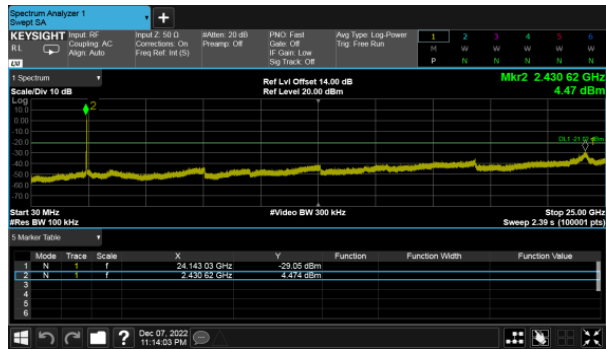 Spectrum Analyzer 1
Swept SA
+
KEYSIGHT Input: RF Input Z: 50 Ω #Atten: 20 dB PNO: Fast Avg Type: Log-Power 1 2 3 4 5 6
RL Coupling: AC Corrections: On Preamp: Off Gate: Off Trig: Free Run M W W W W W
Align: Auto Freq Ref: Int (S) IF Gain: Low
LXI Sig Track: Off P N N N N N
1 Spectrum Ref Lvl Offset 14.00 dB Mkr2 2.430 62 GHz
Scale/Div 10 dB Ref Level 20.00 dBm 4.47 dBm
Log
10.0
2
0.00
-10.0
-20.0
-30.0
-40.0
-50.0
-60.0
-70.0
Start 30 MHz #Video BW 300 kHz Stop 25.00 GHz
#Res BW 100 kHz Sweep 2.39 s (100001 pts)
5 Marker Table
Mode Trace Scale X Y Function Function Width Function Value
1 N 1 f 24.143 03 GHz -29.05 dBm
2 N 1 f 2.430 62 GHz 4.474 dBm
3
4
5
6
? Dec 07, 2022
11:14:03 PM